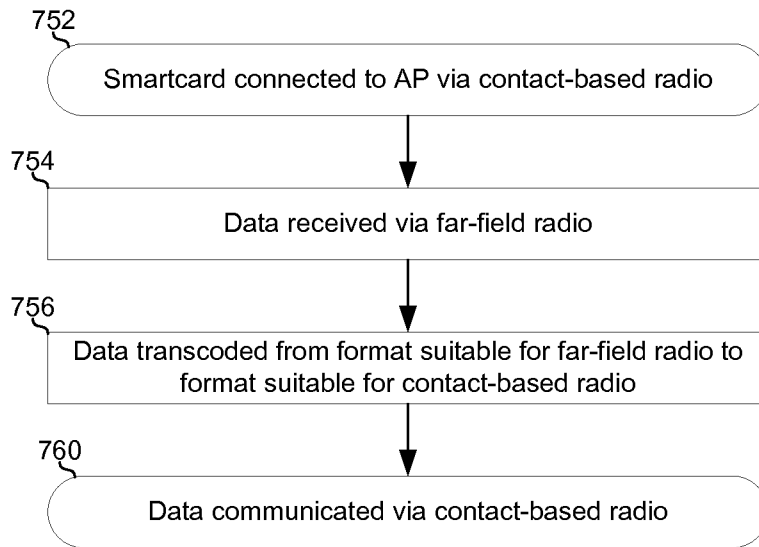 752
Smartcard connected to AP via contact-based radio
754
Data received via far-field radio
756
Data transcoded from format suitable for far-field radio to
format suitable for contact-based radio
760
Data communicated via contact-based radio